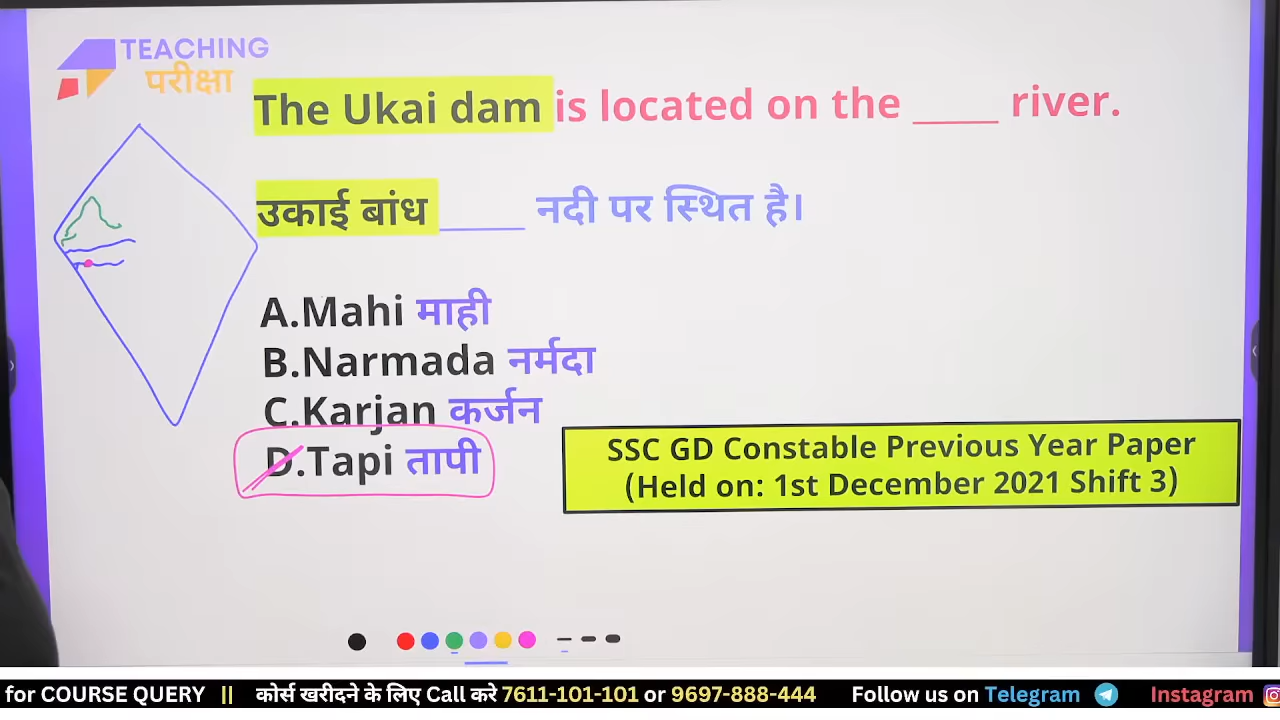 TEACHING
परीक्षा
The Ukai dam is located on the ____ river.
उकाई बांध ____ नदी पर स्थित है।
A.Mahi माही
B.Narmada नर्मदा
C.Karjan कर्जन
D.Tapi तापी
SSC GD Constable Previous Year Paper
(Held on: 1st December 2021 Shift 3)
for COURSE QUERY || कोर्स खरीदने के लिए Call करे 7611-101-101 or 9697-888-444 Follow us on Telegram Instagram